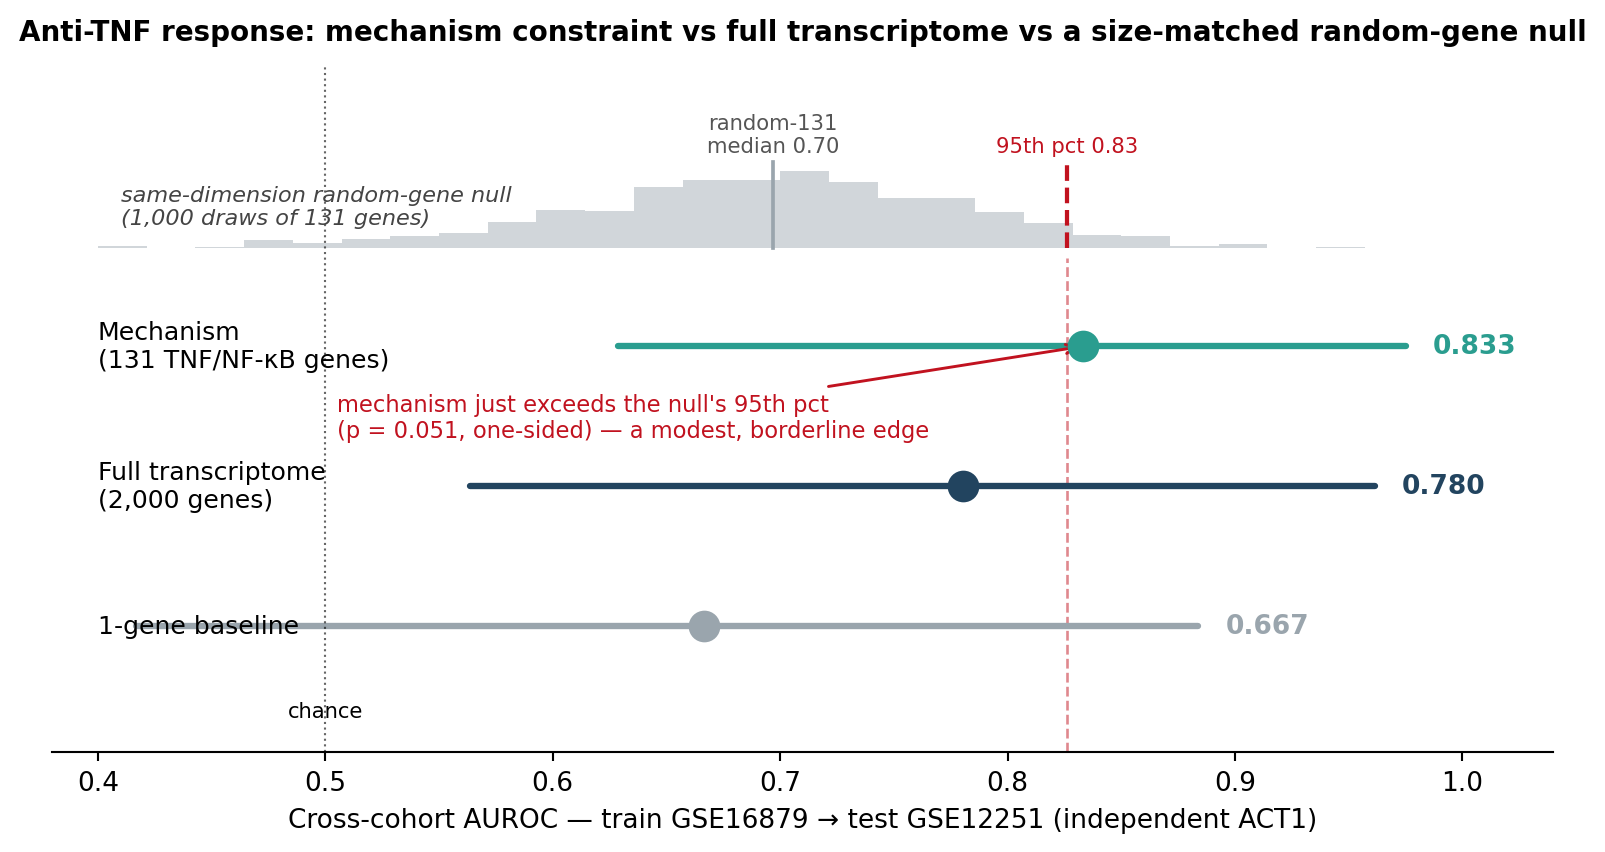 Anti-TNF response: mechanism constraint vs full transcriptome vs a size-matched random-gene null
random-131
median 0.70
95th pct 0.83
same-dimension random-gene null
(1,000 draws of 131 genes)
Mechanism
(131 TNF/NF-κB genes)
0.833
mechanism just exceeds the null's 95th pct
(p = 0.051, one-sided) — a modest, borderline edge
Full transcriptome
(2,000 genes)
0.780
1-gene baseline
0.667
chance
0.4 0.5 0.6 0.7 0.8 0.9 1.0
Cross-cohort AUROC — train GSE16879 → test GSE12251 (independent ACT1)